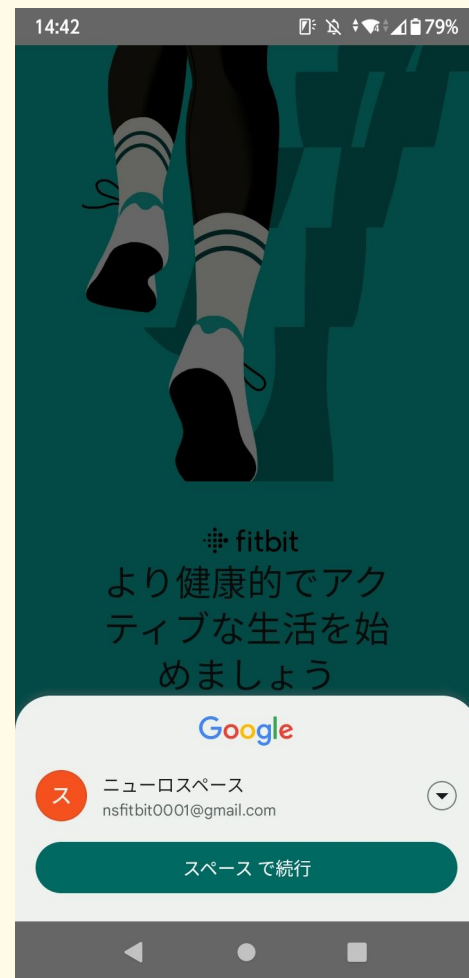 14:42
79%
fitbit
より健康的でアク
ティブな生活を始
めましょう
Google
ス
ニューロスペース
nsfitbit0001@gmail.com
スペース で続行